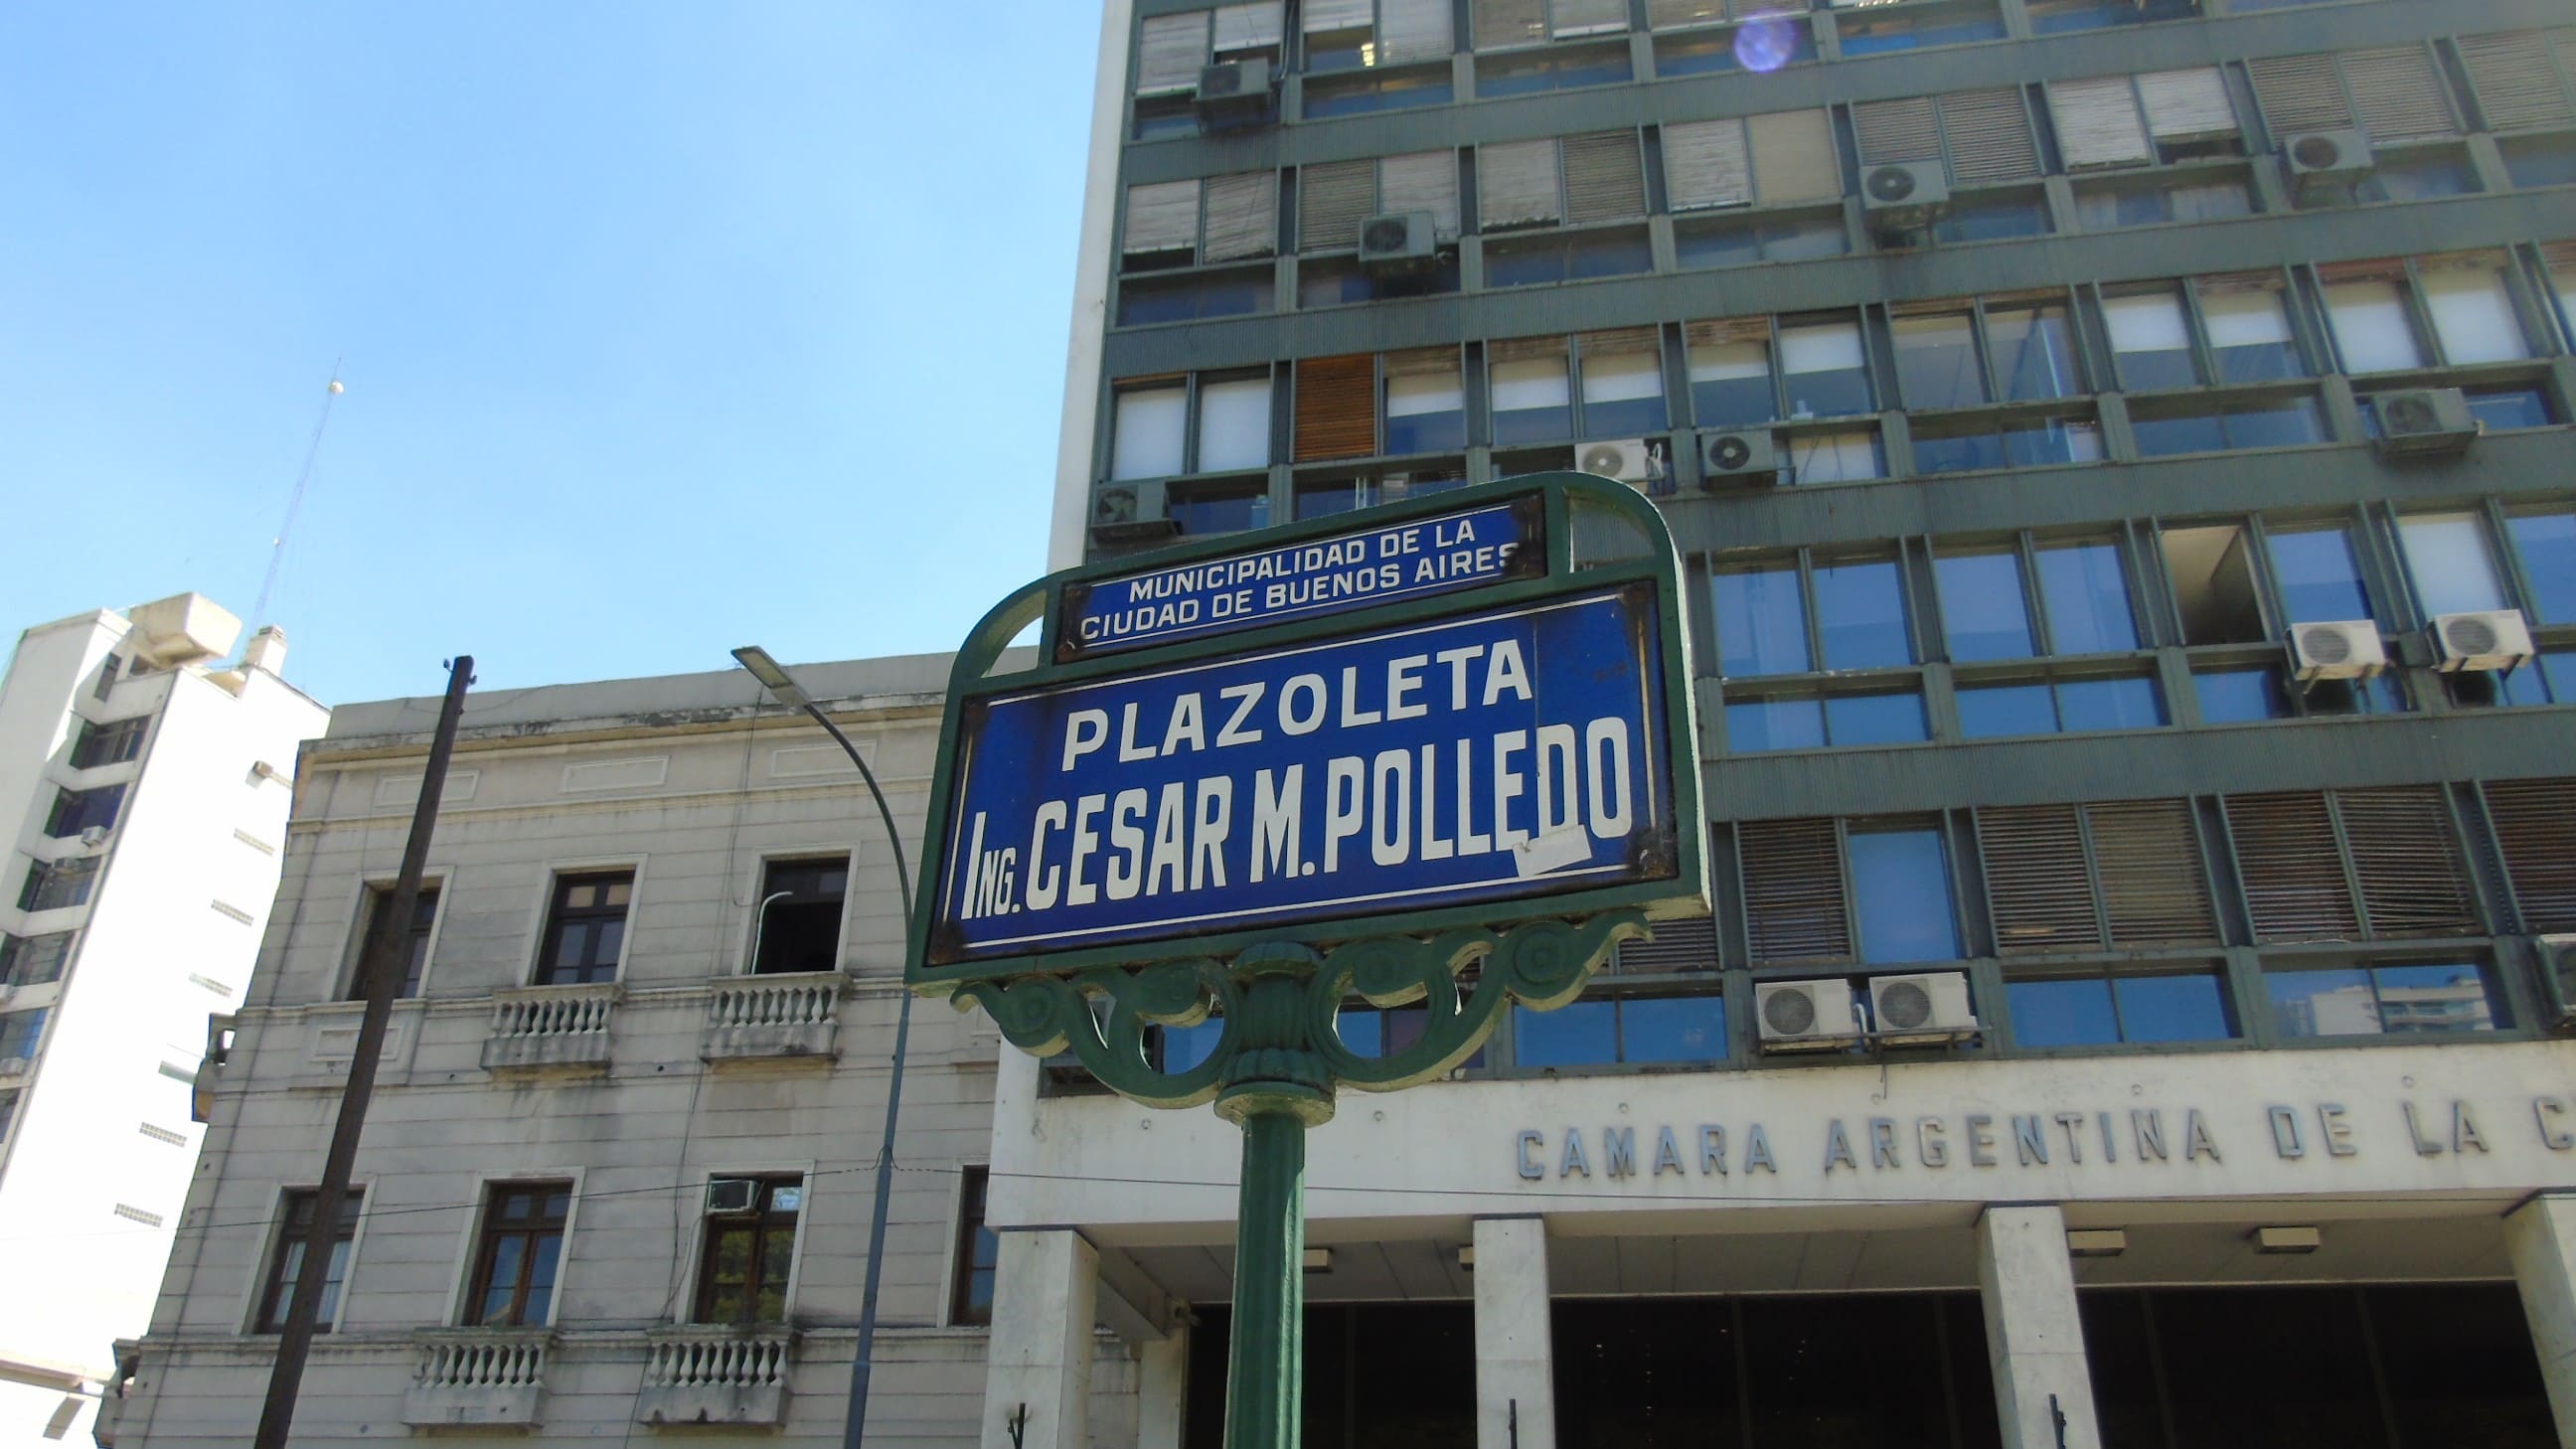 MUNICIPALIDAD DE LA
CIUDAD DE BUENOS AIRES
PLAZOLETA
ING. CESAR M. POLLEDO
CAMARA ARGENTINA DE LA C